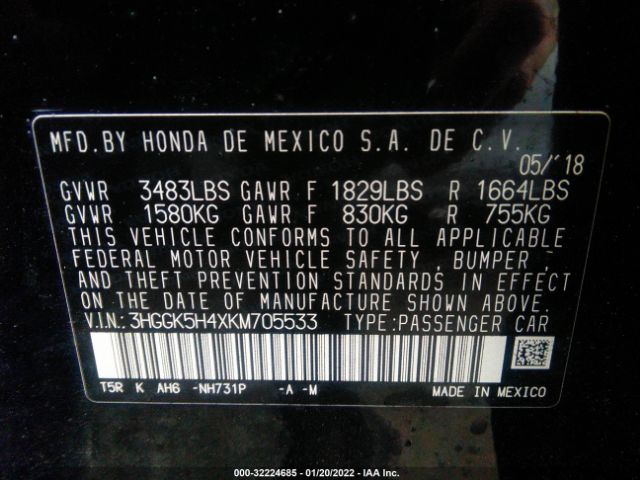 MFD.BY HONDA DE MEXICO S.A. DE C.V.
05/'18
GVWR 3483LBS GAWR F 1829LBS R 1664LBS
GVWR 1580KG GAWR F 830KG R 755KG
THIS VEHICLE CONFORMS TO ALL APPLICABLE
FEDERAL MOTOR VEHICLE SAFETY, BUMPER,
AND THEFT PREVENTION STANDARDS IN EFFECT
ON THE DATE OF MANUFACTURE SHOWN ABOVE.
V.I.N.: 3HGGK5H4XKM705533 TYPE:PASSENGER CAR
T5R K AH6 -NH731P -A -M
MADE IN MEXICO
000-32224685 - 01/20/2022 - IAA Inc.